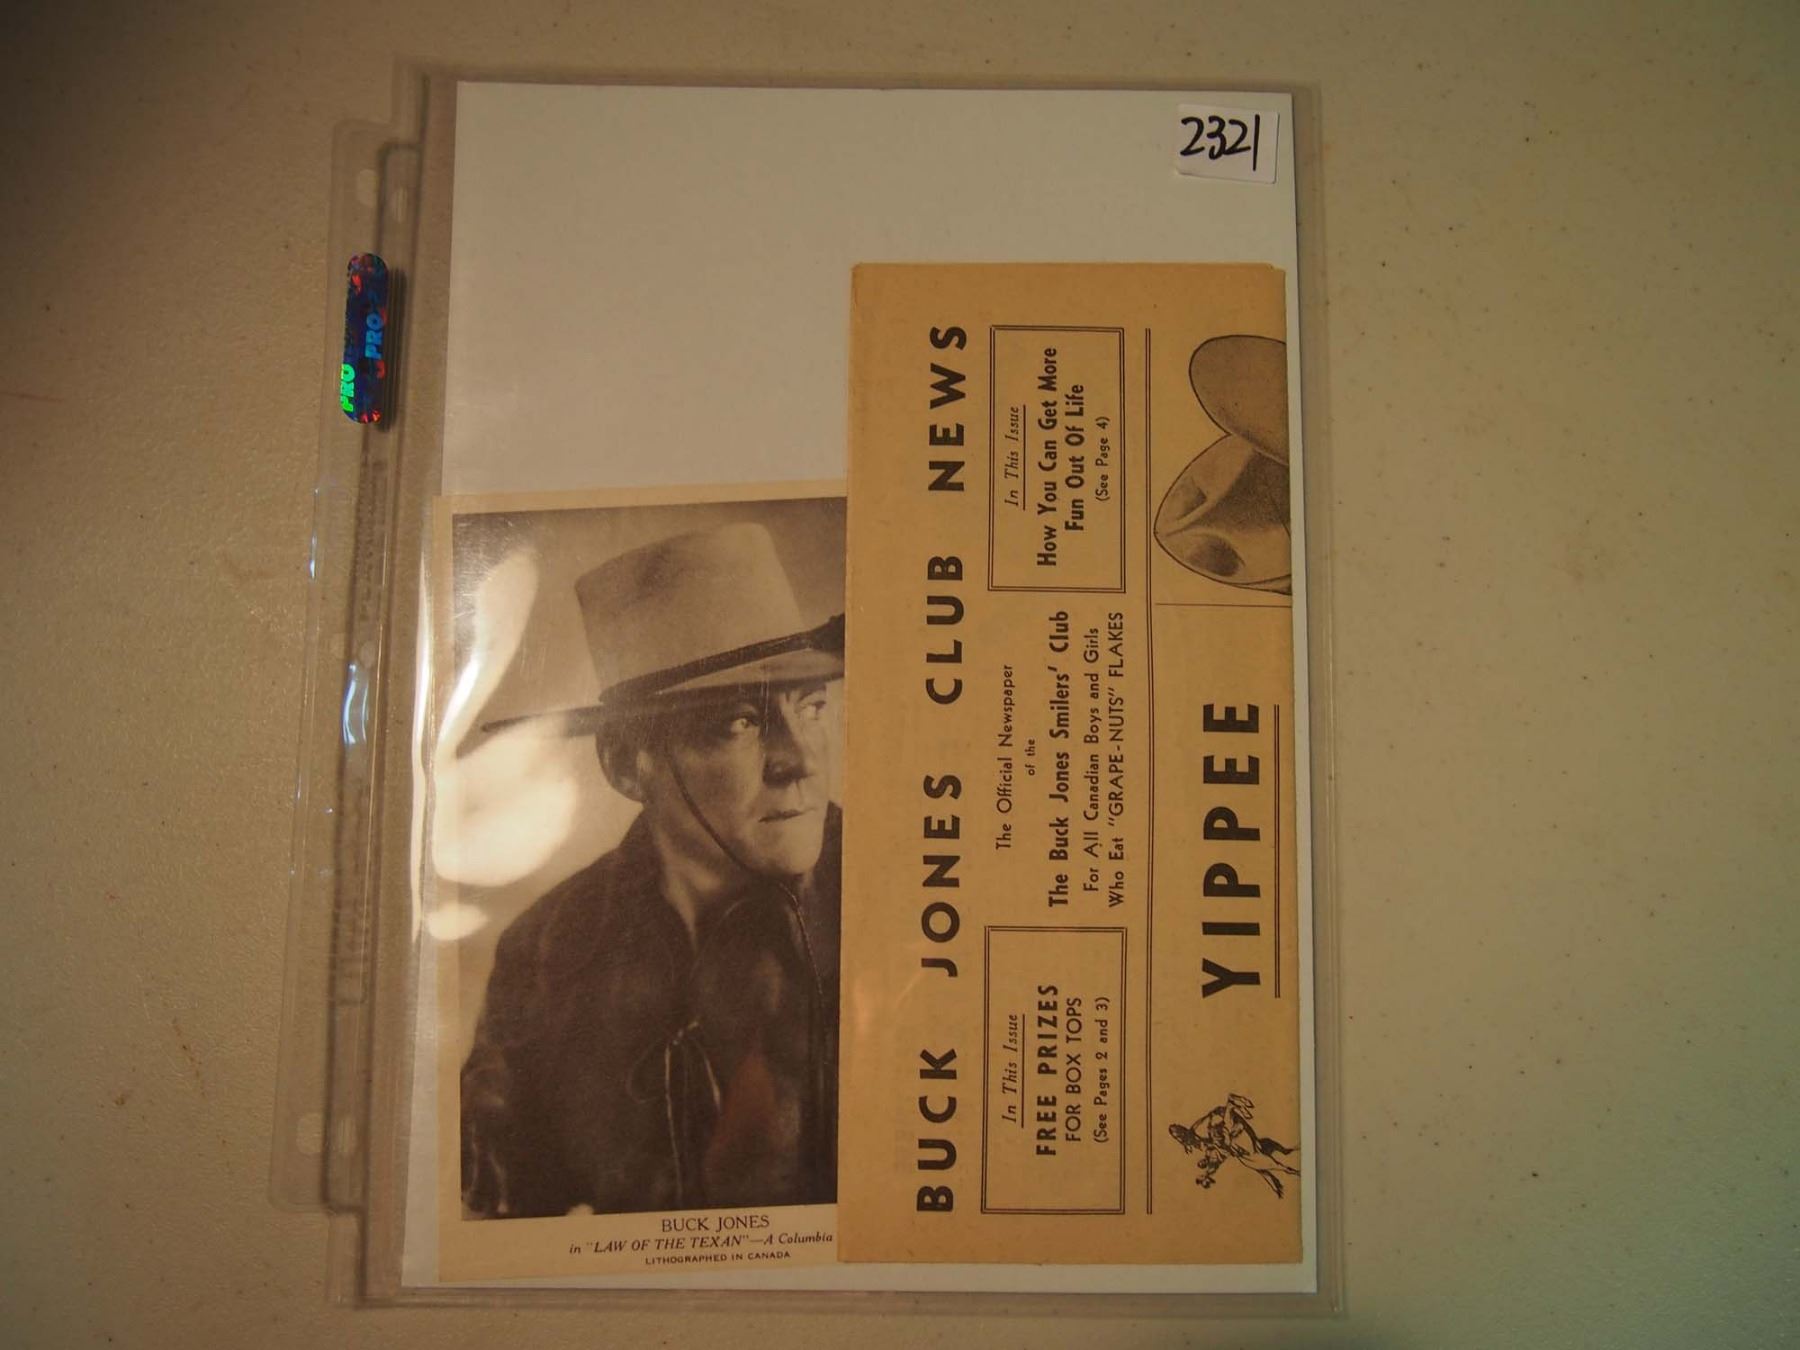 2321
PRO
PRO
BUCK JONES
in "LAW OF THE TEXAN"—A Columbia
LITHOGRAPHED IN CANADA
BUCK JONES CLUB NEWS
In This Issue
FREE PRIZES
FOR BOX TOPS
(See Pages 2 and 3)
The Official Newspaper
of the
The Buck Jones Smilers' Club
For All Canadian Boys and Girls
Who Eat "GRAPE-NUTS" FLAKES
In This Issue
How You Can Get More
Fun Out Of Life
(See Page 4)
YIPPEE